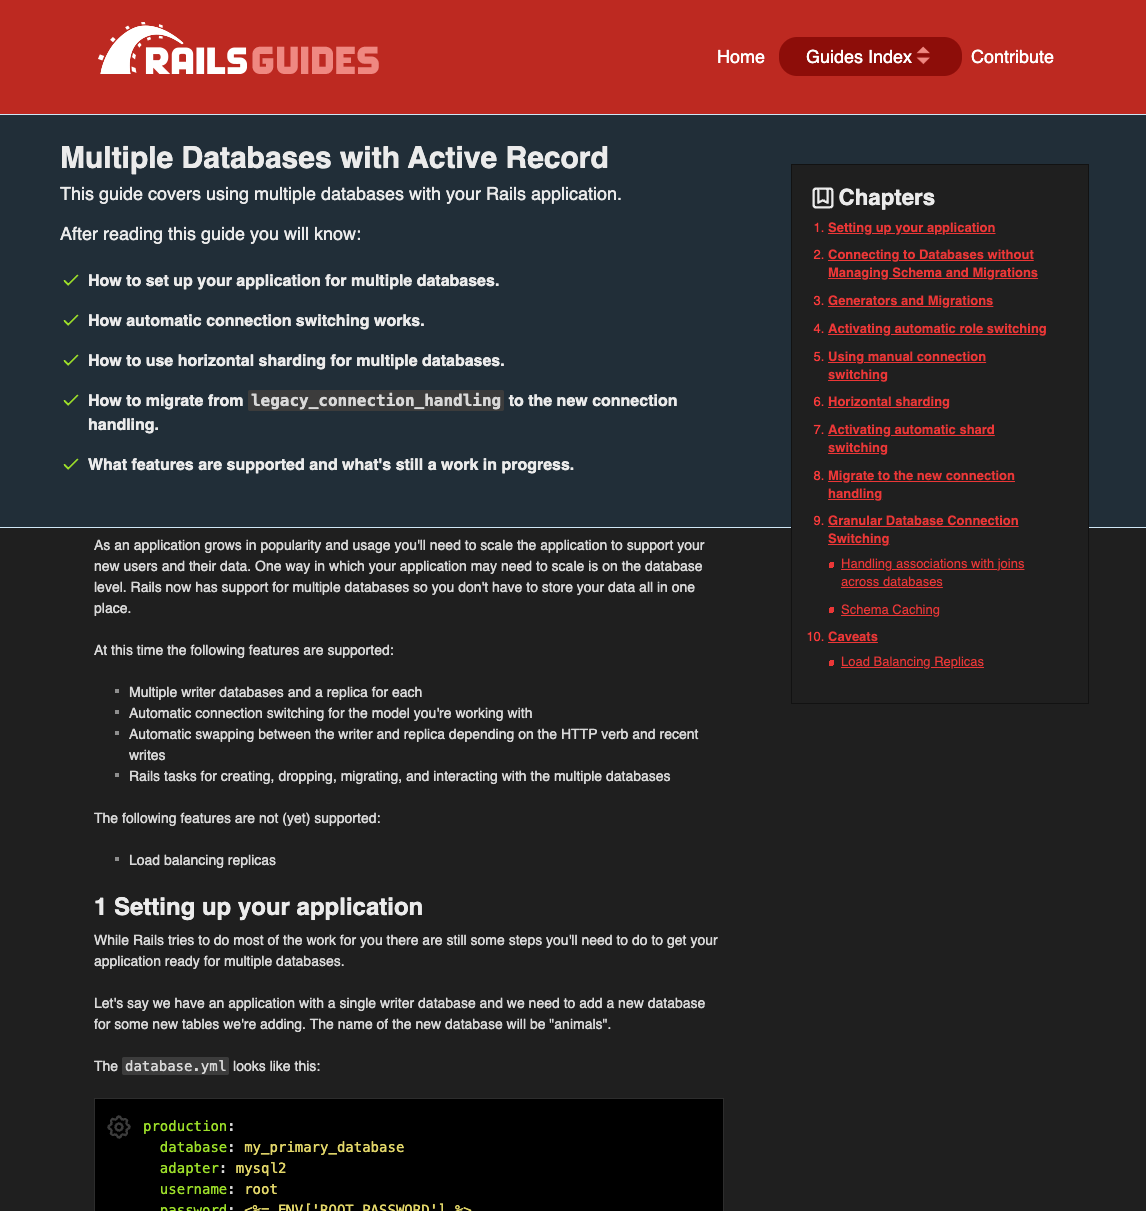 RAILS GUIDES
Home
Guides Index
Contribute
Multiple Databases with Active Record
This guide covers using multiple databases with your Rails application.
After reading this guide you will know:
How to set up your application for multiple databases.
How automatic connection switching works.
How to use horizontal sharding for multiple databases.
How to migrate from legacy_connection_handling to the new connection
handling.
What features are supported and what's still a work in progress.
Chapters
1. Setting up your application
2. Connecting to Databases without
Managing Schema and Migrations
3. Generators and Migrations
4. Activating automatic role switching
5. Using manual connection
switching
6. Horizontal sharding
7. Activating automatic shard
switching
8. Migrate to the new connection
handling
9. Granular Database Connection
Switching
Handling associations with joins
across databases
Schema Caching
10. Caveats
Load Balancing Replicas
As an application grows in popularity and usage you'll need to scale the application to support your
new users and their data. One way in which your application may need to scale is on the database
level. Rails now has support for multiple databases so you don't have to store your data all in one
place.
At this time the following features are supported:
Multiple writer databases and a replica for each
Automatic connection switching for the model you're working with
Automatic swapping between the writer and replica depending on the HTTP verb and recent
writes
Rails tasks for creating, dropping, migrating, and interacting with the multiple databases
The following features are not (yet) supported:
Load balancing replicas
1 Setting up your application
While Rails tries to do most of the work for you there are still some steps you'll need to do to get your
application ready for multiple databases.
Let's say we have an application with a single writer database and we need to add a new database
for some new tables we're adding. The name of the new database will be "animals".
The database.yml looks like this:
production:
database: my_primary_database
adapter: mysql2
username: root
password: <%= ENV['ROOT_PASSWORD'] %>